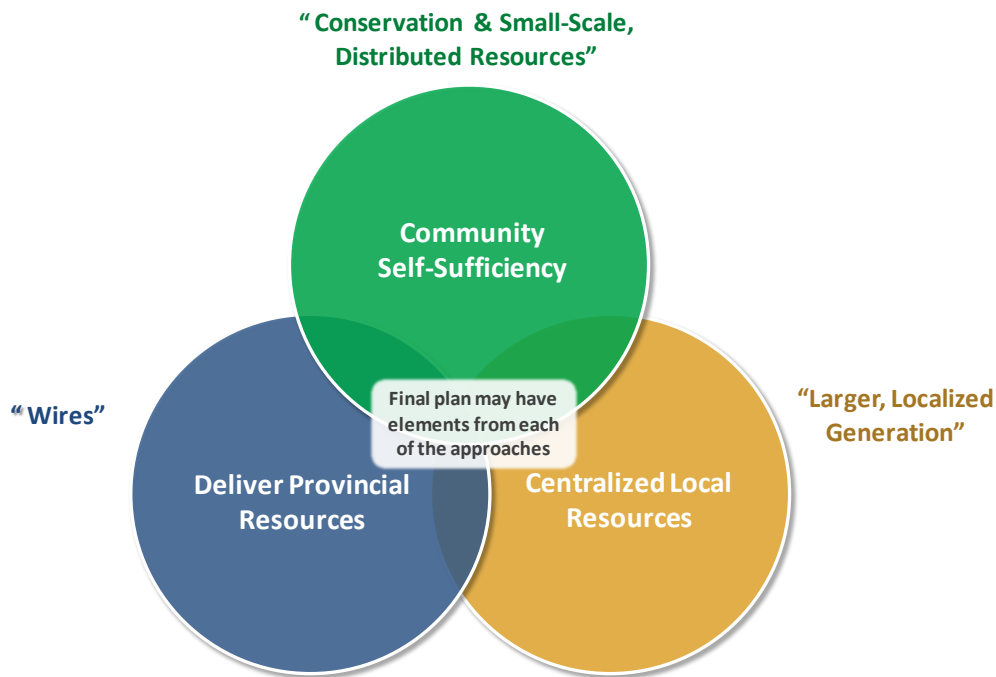 “ Conservation & Small-Scale,
Distributed Resources”
Community
Self-Sufficiency
“ Wires”
Final plan may have
elements from each
of the approaches
“Larger, Localized
Generation”
Deliver Provincial
Resources
Centralized Local
Resources